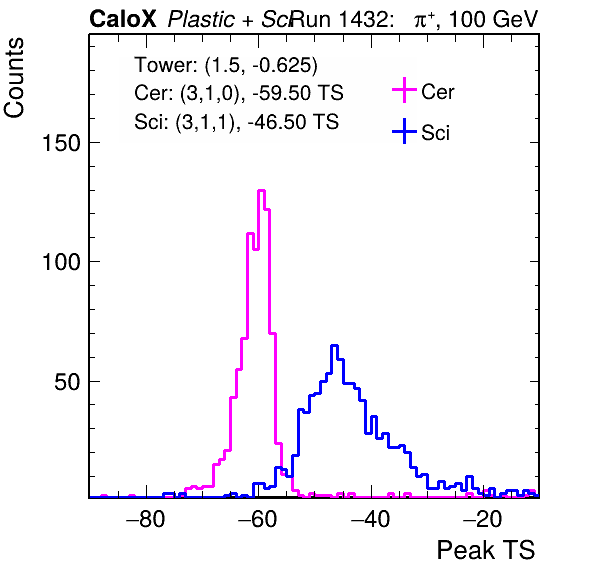 CaloX Plastic + Sci Run 1432: π⁺, 100 GeV
Counts
Tower: (1.5, -0.625)
Cer: (3,1,0), -59.50 TS
Sci: (3,1,1), -46.50 TS
Cer
Sci
150
100
50
−80 −60 −40 −20
Peak TS